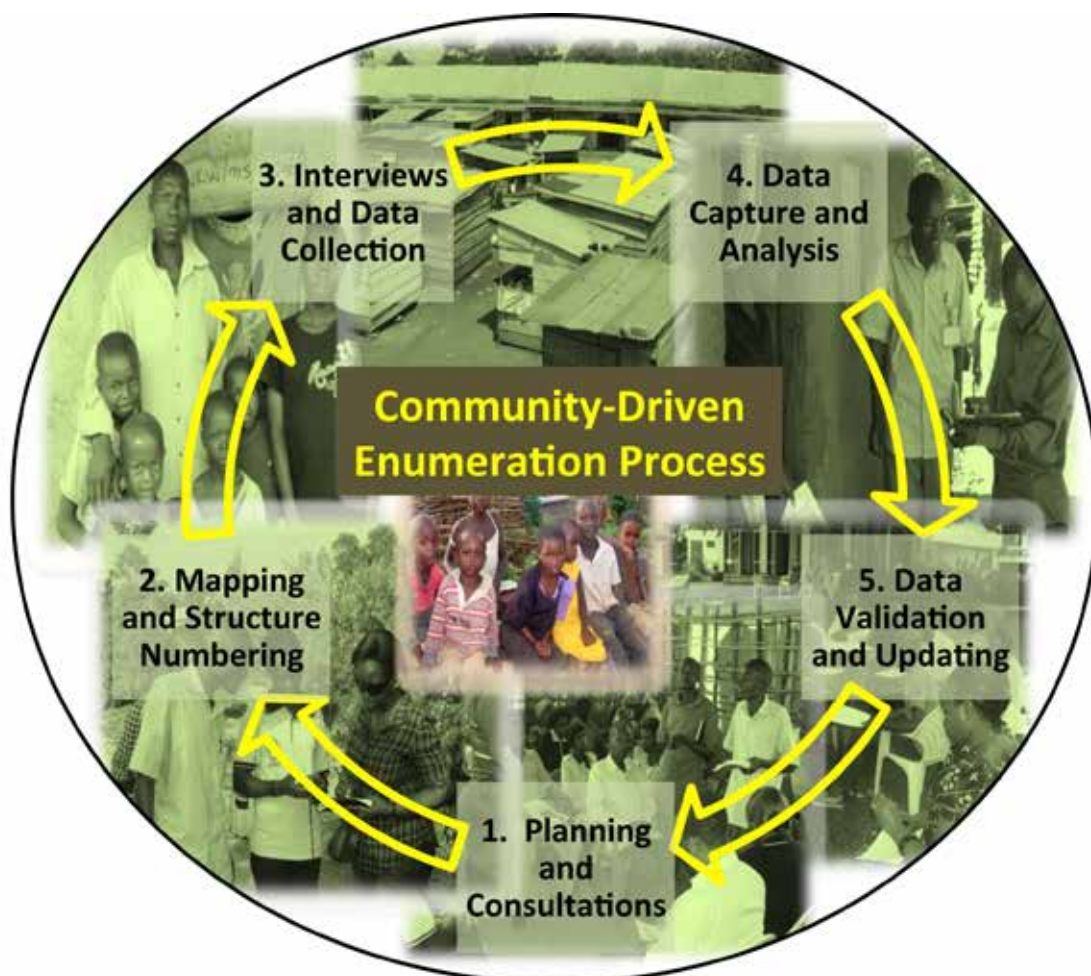 Community-Driven
Enumeration Process
1. Planning
and
Consultations
2. Mapping
and Structure
Numbering
3. Interviews
and Data
Collection
4. Data
Capture and
Analysis
5. Data
Validation
and Updating